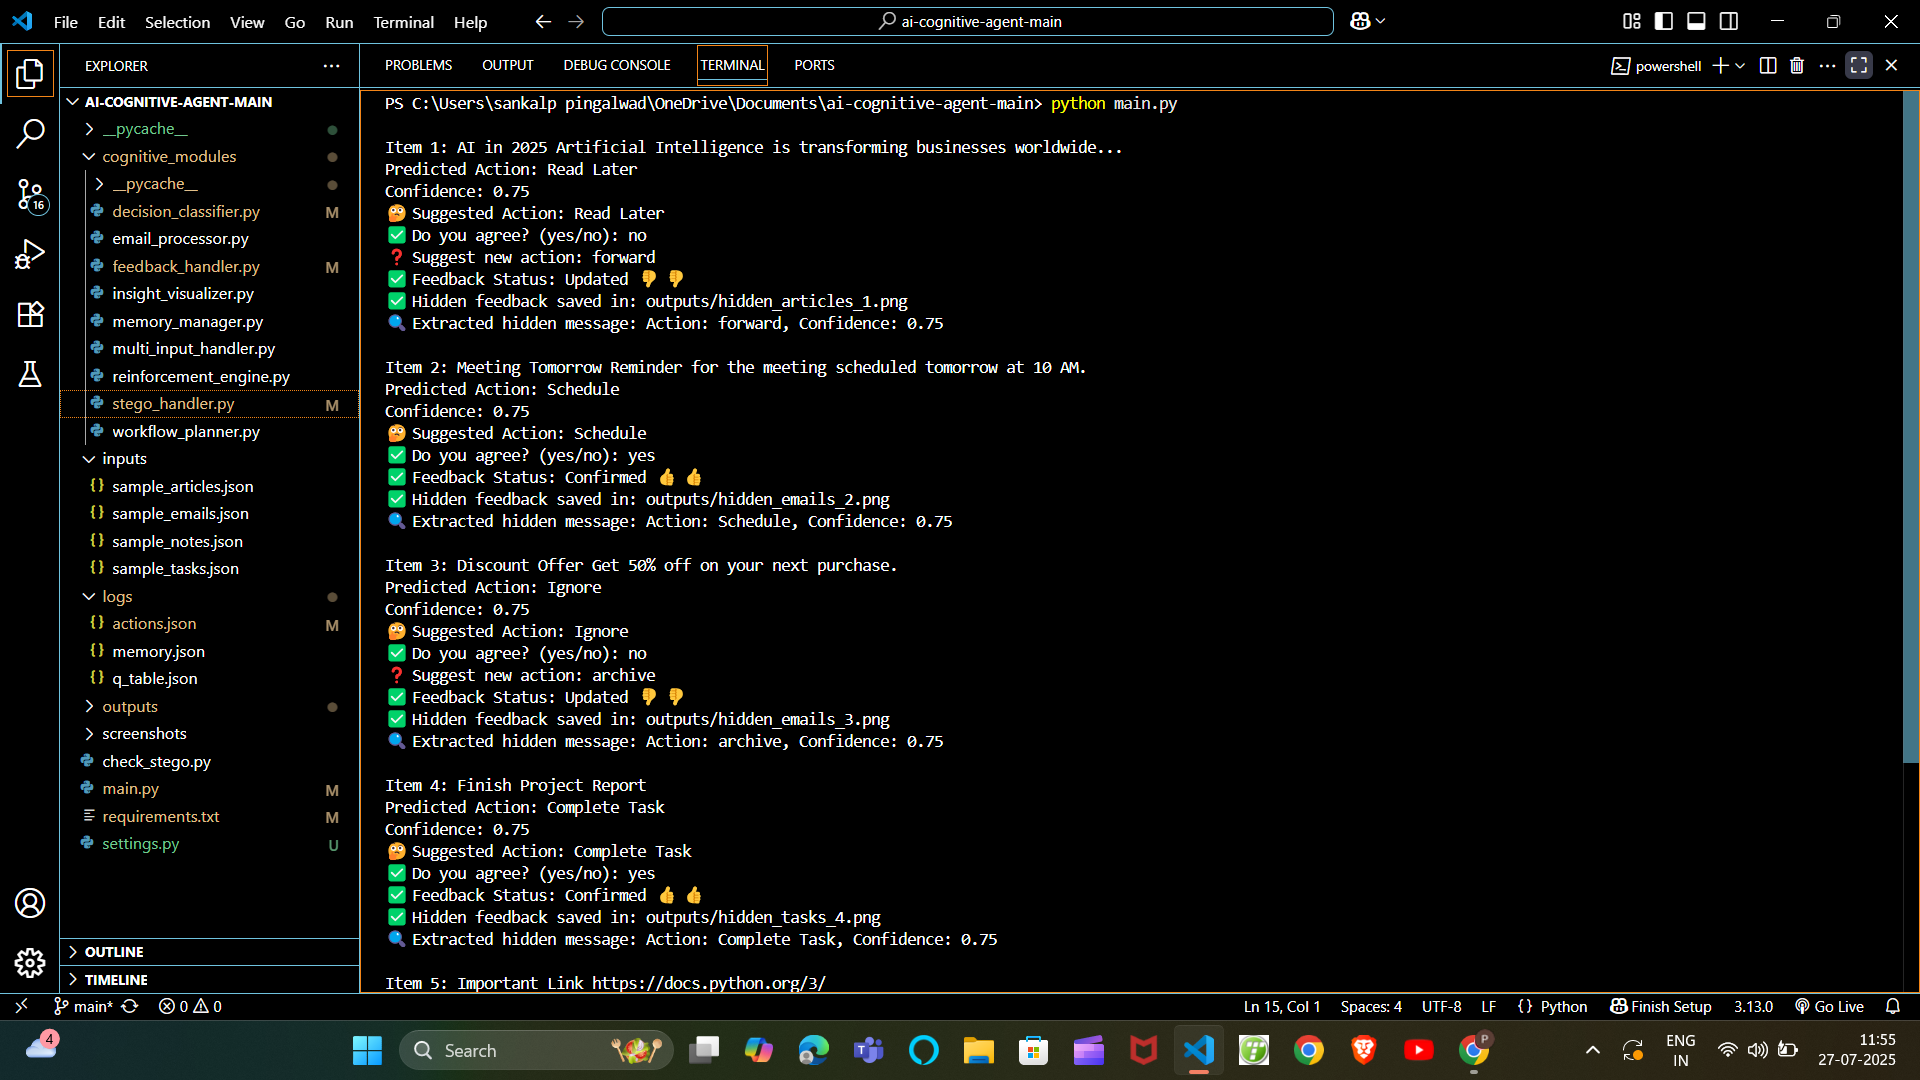 File Edit Selection View Go Run Terminal Help
ai-cognitive-agent-main
EXPLORER
AI-COGNITIVE-AGENT-MAIN
__pycache__
cognitive_modules
__pycache__
decision_classifier.py M
email_processor.py
feedback_handler.py M
insight_visualizer.py
memory_manager.py
multi_input_handler.py
reinforcement_engine.py
stego_handler.py M
workflow_planner.py
inputs
{} sample_articles.json
{} sample_emails.json
{} sample_notes.json
{} sample_tasks.json
logs
{} actions.json M
{} memory.json
{} q_table.json
outputs
screenshots
check_stego.py
main.py M
requirements.txt M
settings.py U
OUTLINE
TIMELINE
16
PROBLEMS OUTPUT DEBUG CONSOLE TERMINAL PORTS
powershell
PS C:\Users\sankalp pingalwad\OneDrive\Documents\ai-cognitive-agent-main> python main.py
Item 1: AI in 2025 Artificial Intelligence is transforming businesses worldwide...
Predicted Action: Read Later
Confidence: 0.75
🤔 Suggested Action: Read Later
✅ Do you agree? (yes/no): no
❓ Suggest new action: forward
✅ Feedback Status: Updated 👎 👎
✅ Hidden feedback saved in: outputs/hidden_articles_1.png
🔍 Extracted hidden message: Action: forward, Confidence: 0.75
Item 2: Meeting Tomorrow Reminder for the meeting scheduled tomorrow at 10 AM.
Predicted Action: Schedule
Confidence: 0.75
🤔 Suggested Action: Schedule
✅ Do you agree? (yes/no): yes
✅ Feedback Status: Confirmed 👍 👍
✅ Hidden feedback saved in: outputs/hidden_emails_2.png
🔍 Extracted hidden message: Action: Schedule, Confidence: 0.75
Item 3: Discount Offer Get 50% off on your next purchase.
Predicted Action: Ignore
Confidence: 0.75
🤔 Suggested Action: Ignore
✅ Do you agree? (yes/no): no
❓ Suggest new action: archive
✅ Feedback Status: Updated 👎 👎
✅ Hidden feedback saved in: outputs/hidden_emails_3.png
🔍 Extracted hidden message: Action: archive, Confidence: 0.75
Item 4: Finish Project Report
Predicted Action: Complete Task
Confidence: 0.75
🤔 Suggested Action: Complete Task
✅ Do you agree? (yes/no): yes
✅ Feedback Status: Confirmed 👍 👍
✅ Hidden feedback saved in: outputs/hidden_tasks_4.png
🔍 Extracted hidden message: Action: Complete Task, Confidence: 0.75
Item 5: Important Link https://docs.python.org/3/
main* 0 0 Ln 15, Col 1 Spaces: 4 UTF-8 LF {} Python Finish Setup 3.13.0 Go Live
4
Search
P
ENG
IN
11:55
27-07-2025